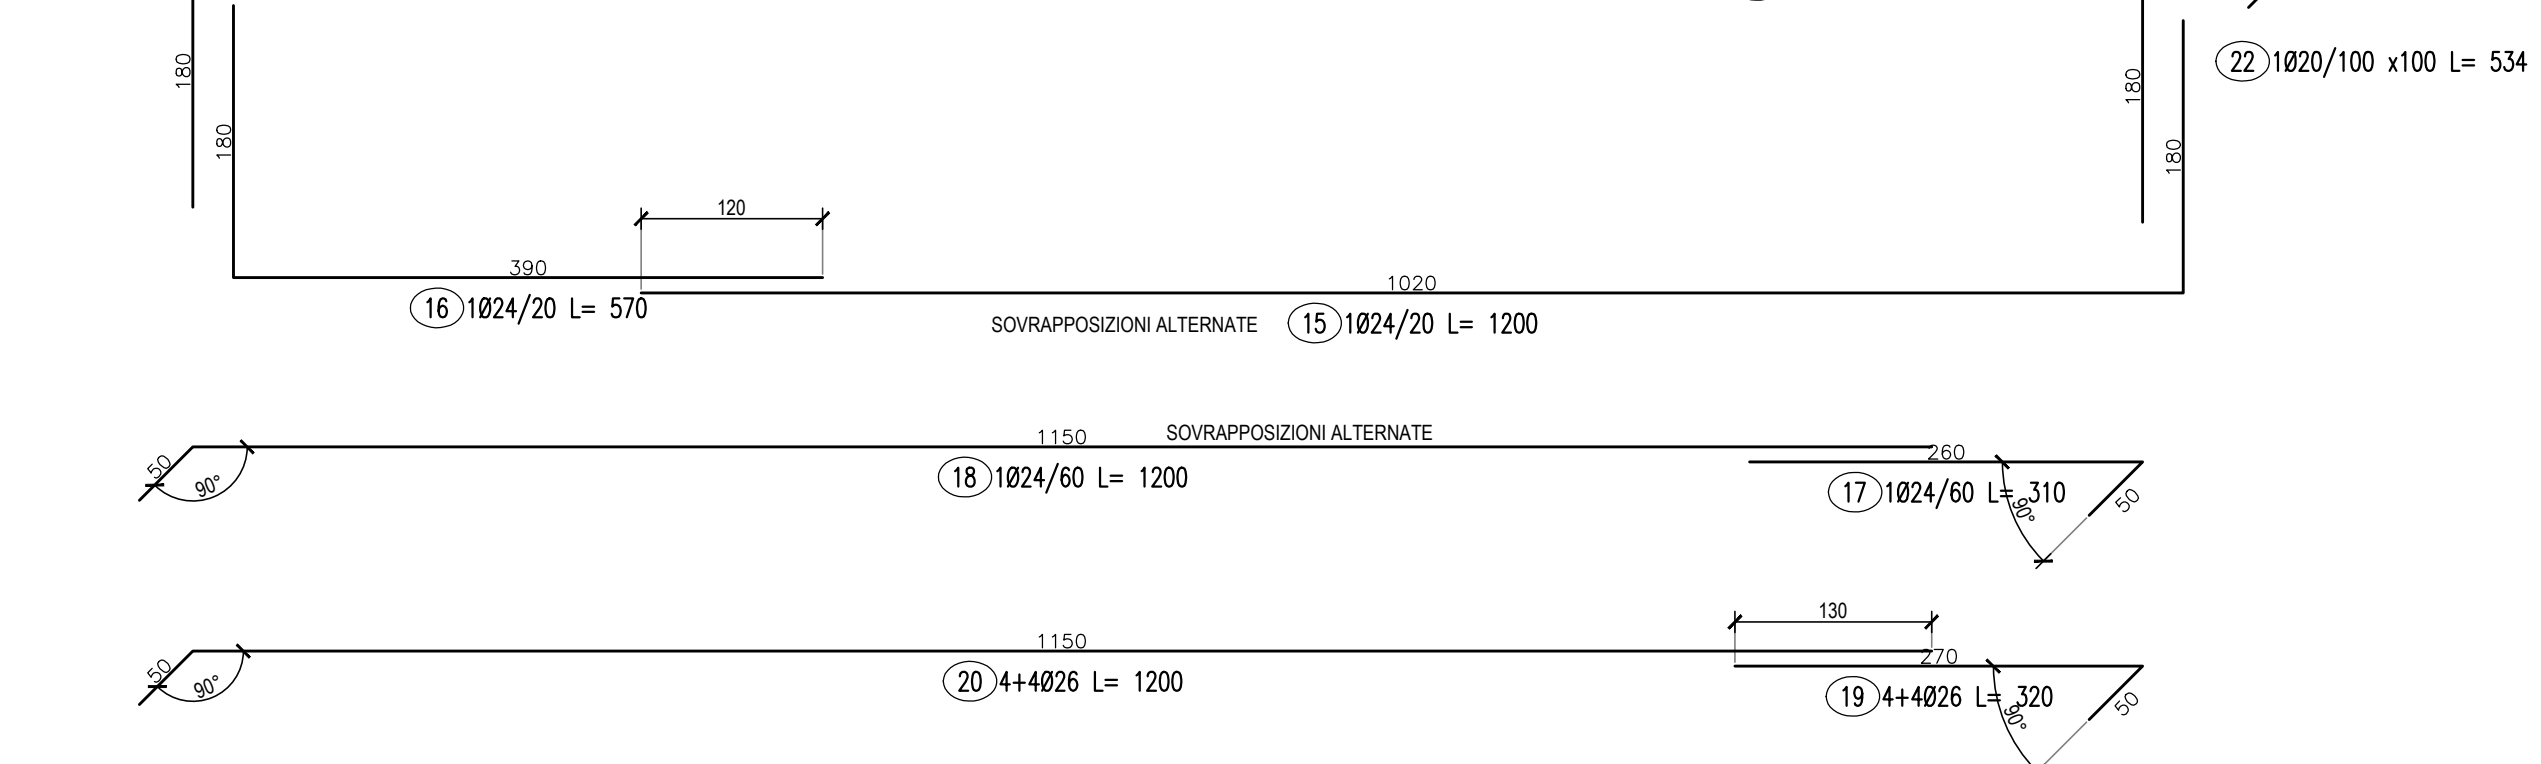 180
180
180
180
22 1Ø20/100 x100 L= 534
120
390
1020
16 1Ø24/20 L= 570
SOVRAPPOSIZIONI ALTERNATE
15 1Ø24/20 L= 1200
1150
SOVRAPPOSIZIONI ALTERNATE
260
50
90°
18 1Ø24/60 L= 1200
17 1Ø24/60 L= 310
90°
50
130
1150
270
50
90°
20 4+4Ø26 L= 1200
19 4+4Ø26 L= 320
90°
50